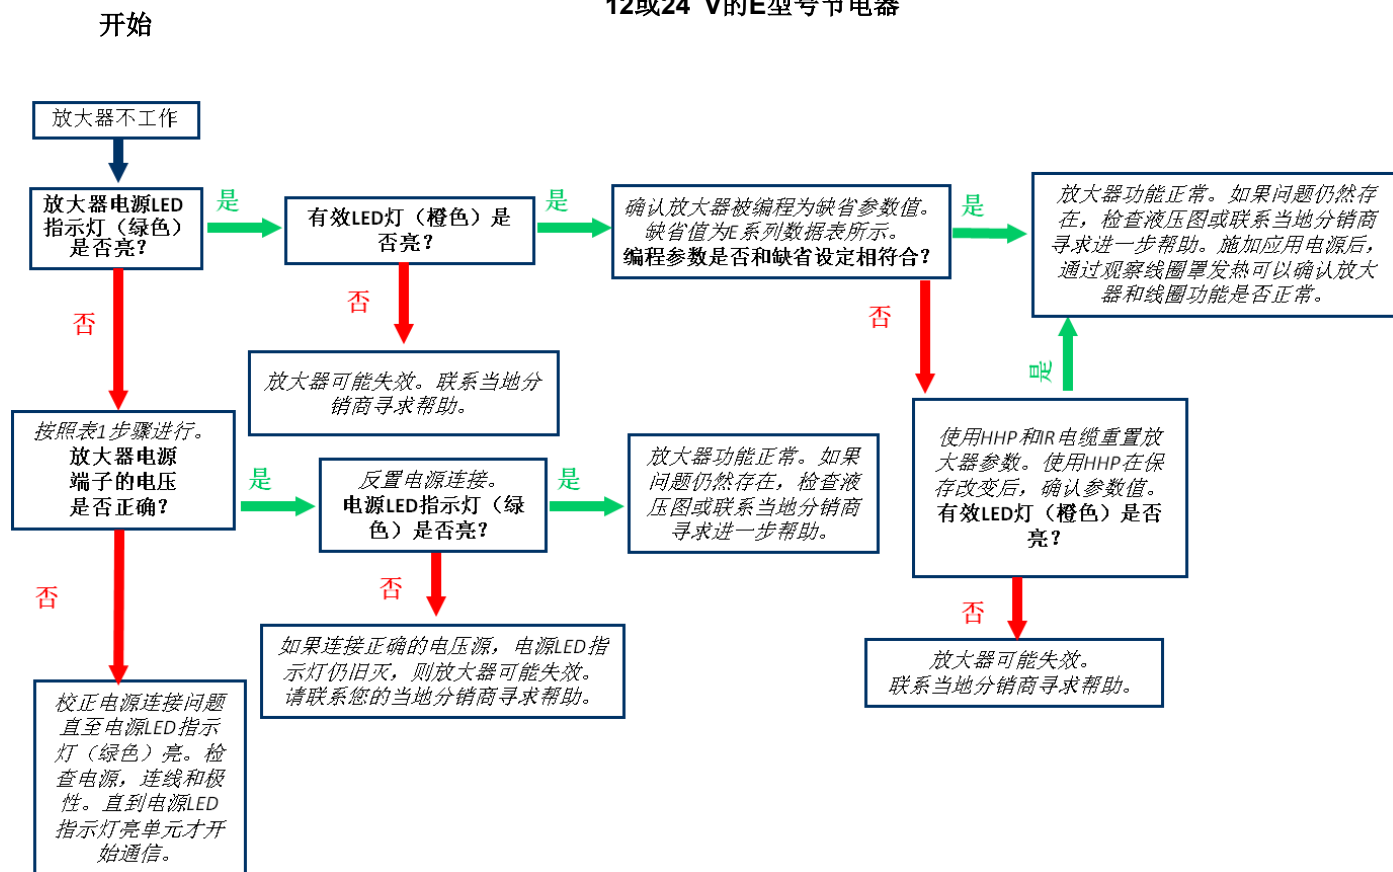 12或24 V的E型号节电器
开始
放大器不工作
放大器电源LED
指示灯（绿色）
是否亮？
是
有效LED灯（橙色）是
否亮？
是
确认放大器被编程为缺省参数值。
缺省值为E系列数据表所示。
编程参数是否和缺省设定相符合？
是
放大器功能正常。如果问题仍然存
在，检查液压图或联系当地分销商
寻求进一步帮助。施加应用电源后，
通过观察线圈罩发热可以确认放大
器和线圈功能是否正常。
否
否
否
是
放大器可能失效。联系当地分
销商寻求帮助。
按照表1步骤进行。
放大器电源
端子的电压
是否正确？
是
反置电源连接。
电源LED指示灯（绿
色）是否亮？
是
放大器功能正常。如果
问题仍然存在，检查液
压图或联系当地分销商
寻求进一步帮助。
使用HHP和IR电缆重置放
大器参数。使用HHP在保
存改变后，确认参数值。
有效LED灯（橙色）是否
亮？
否
否
否
如果连接正确的电压源，电源LED指
示灯仍旧灭，则放大器可能失效。
请联系您的当地分销商寻求帮助。
放大器可能失效。
联系当地分销商寻求帮助。
校正电源连接问题
直至电源LED指示
灯（绿色）亮。检
查电源，连线和极
性。直到电源LED
指示灯亮单元才开
始通信。